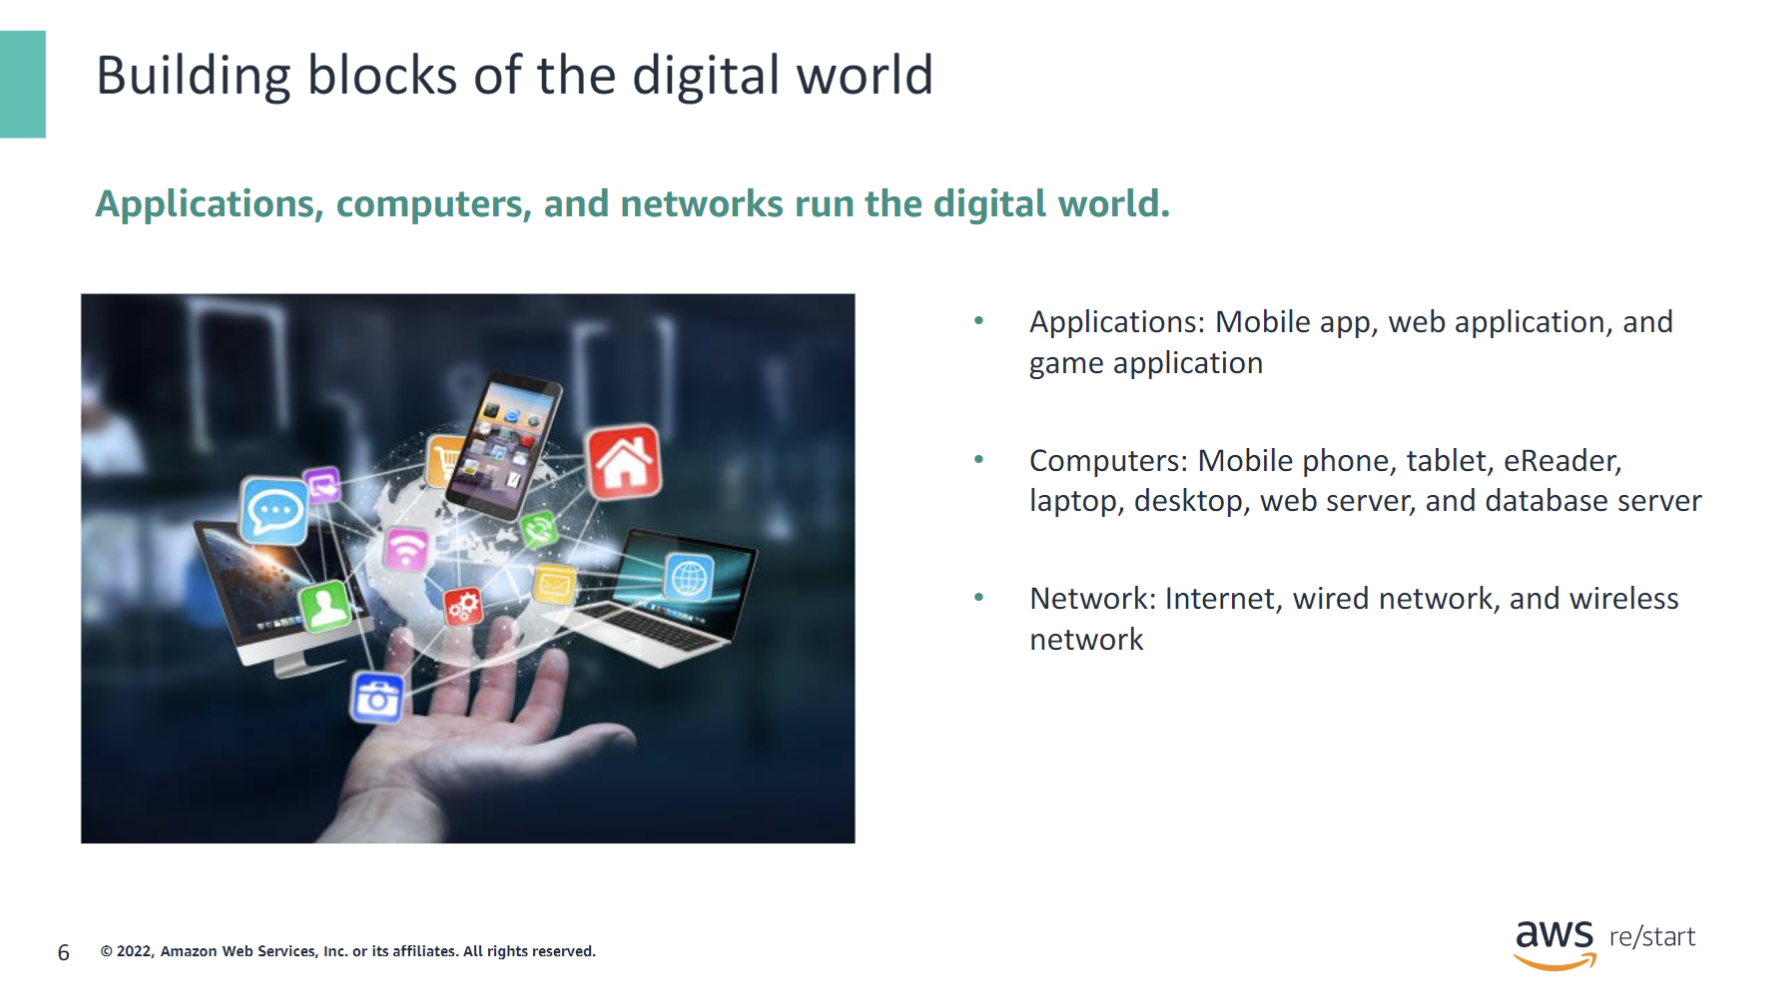 Building blocks of the digital world
Applications, computers, and networks run the digital world.
• Applications: Mobile app, web application, and
game application
• Computers: Mobile phone, tablet, eReader,
laptop, desktop, web server, and database server
• Network: Internet, wired network, and wireless
network
6 © 2022, Amazon Web Services, Inc. or its affiliates. All rights reserved.
aws re/start